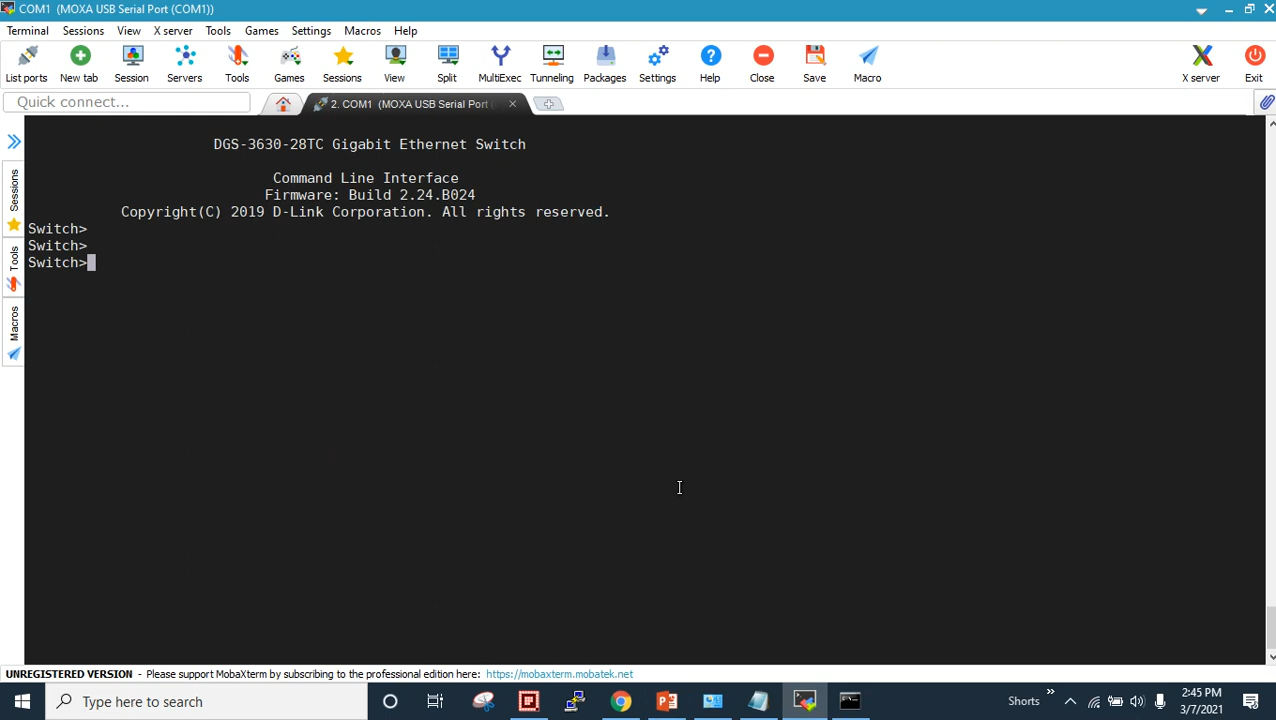 COM1 (MOXA USB Serial Port (COM1))
Terminal Sessions View X server Tools Games Settings Macros Help
List ports New tab Session Servers Tools Games Sessions View Split MultiExec Tunneling Packages Settings Help Close Save Macro X server Exit
Quick connect...
2. COM1 (MOXA USB Serial Port (
DGS-3630-28TC Gigabit Ethernet Switch
Command Line Interface
Firmware: Build 2.24.B024
Copyright(C) 2019 D-Link Corporation. All rights reserved.
Switch>
Switch>
Switch>
Sessions
Tools
Macros
UNREGISTERED VERSION - Please support MobaXterm by subscribing to the professional edition here: https://mobaxterm.mobatek.net
Type here to search
Shorts
2:45 PM
3/7/2021